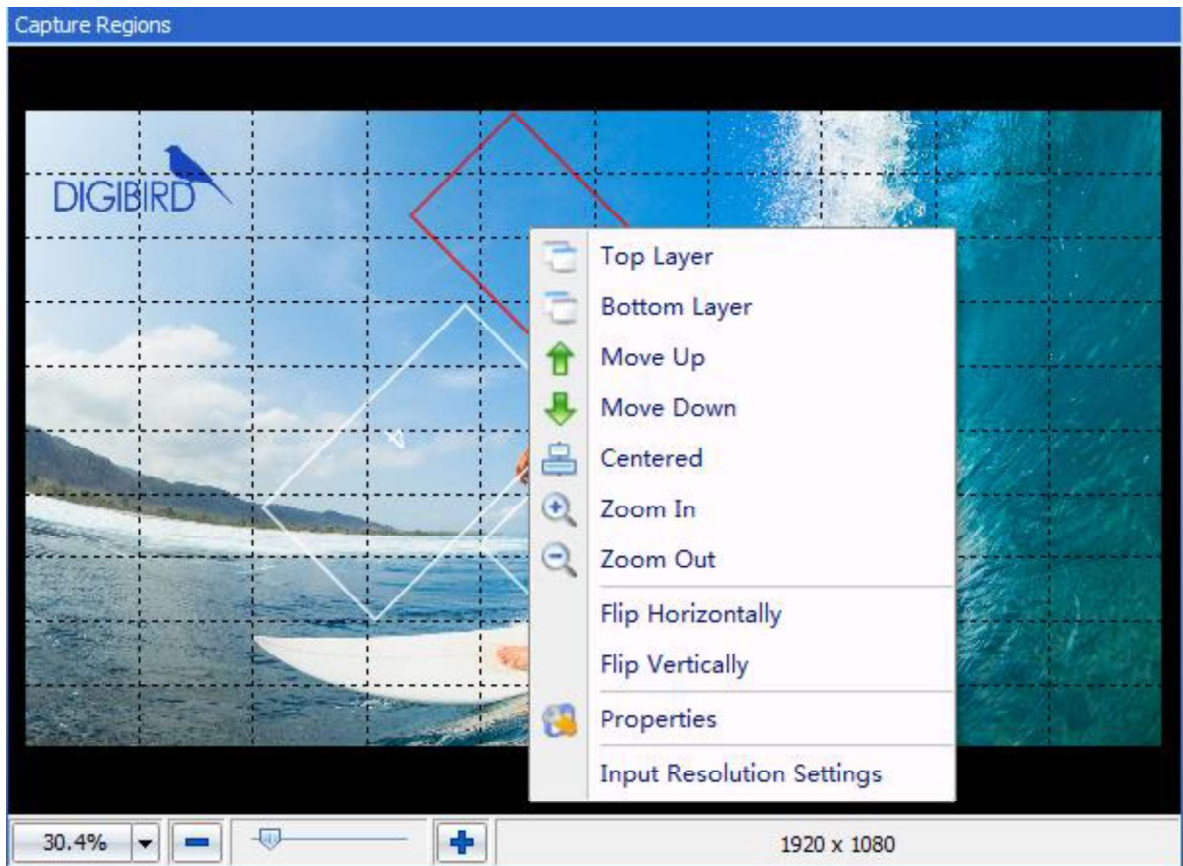 Capture Regions
DIGIBIRD
Top Layer
Bottom Layer
Move Up
Move Down
Centered
Zoom In
Zoom Out
Flip Horizontally
Flip Vertically
Properties
Input Resolution Settings
30.4%
1920 x 1080